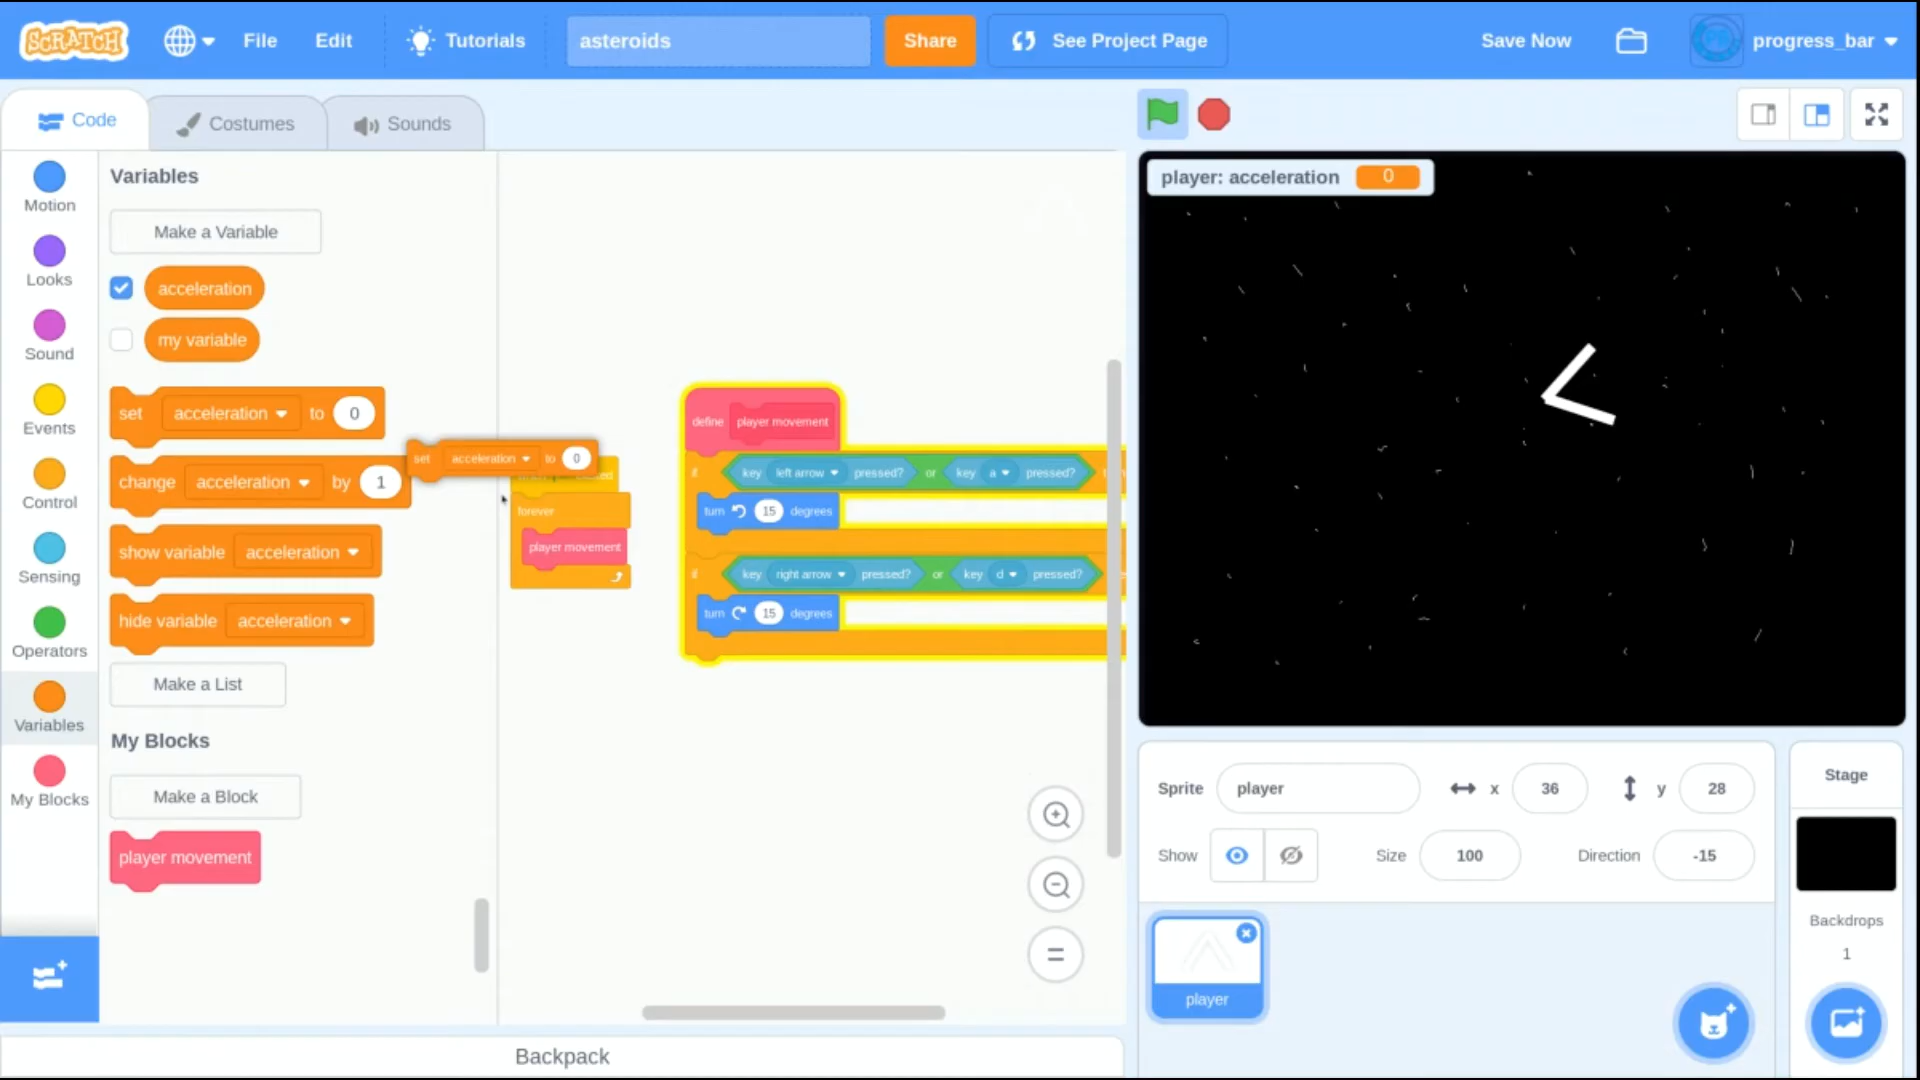 SCRATCH
File
Edit
Tutorials
asteroids
Share
See Project Page
Save Now
progress_bar
Code
Costumes
Sounds
Motion
Looks
Sound
Events
Control
Sensing
Operators
Variables
My Blocks
Variables
Make a Variable
acceleration
my variable
set acceleration to 0
change acceleration by 1
show variable acceleration
hide variable acceleration
Make a List
My Blocks
Make a Block
player movement
set acceleration to 0
forever
player movement
define player movement
if key left arrow pressed? or key a pressed?
turn 15 degrees
if key right arrow pressed? or key d pressed?
turn 15 degrees
Backpack
player: acceleration 0
Sprite player x 36 y 28
Show Size 100 Direction -15
player
Stage
Backdrops
1